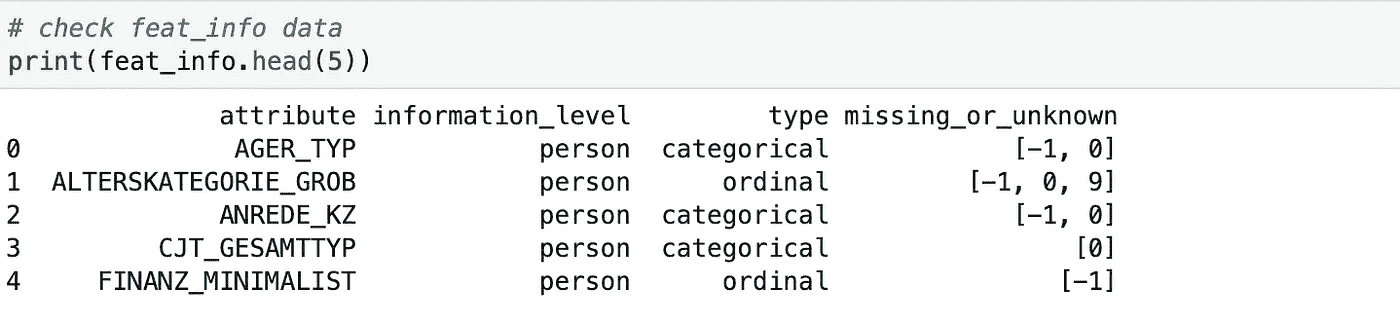 # check feat_info data
print(feat_info.head(5))
attribute information_level type missing_or_unknown
0 AGER_TYP person categorical [-1, 0]
1 ALTERSKATEGORIE_GROB person ordinal [-1, 0, 9]
2 ANREDE_KZ person categorical [-1, 0]
3 CJT_GESAMTTYP person categorical [0]
4 FINANZ_MINIMALIST person ordinal [-1]